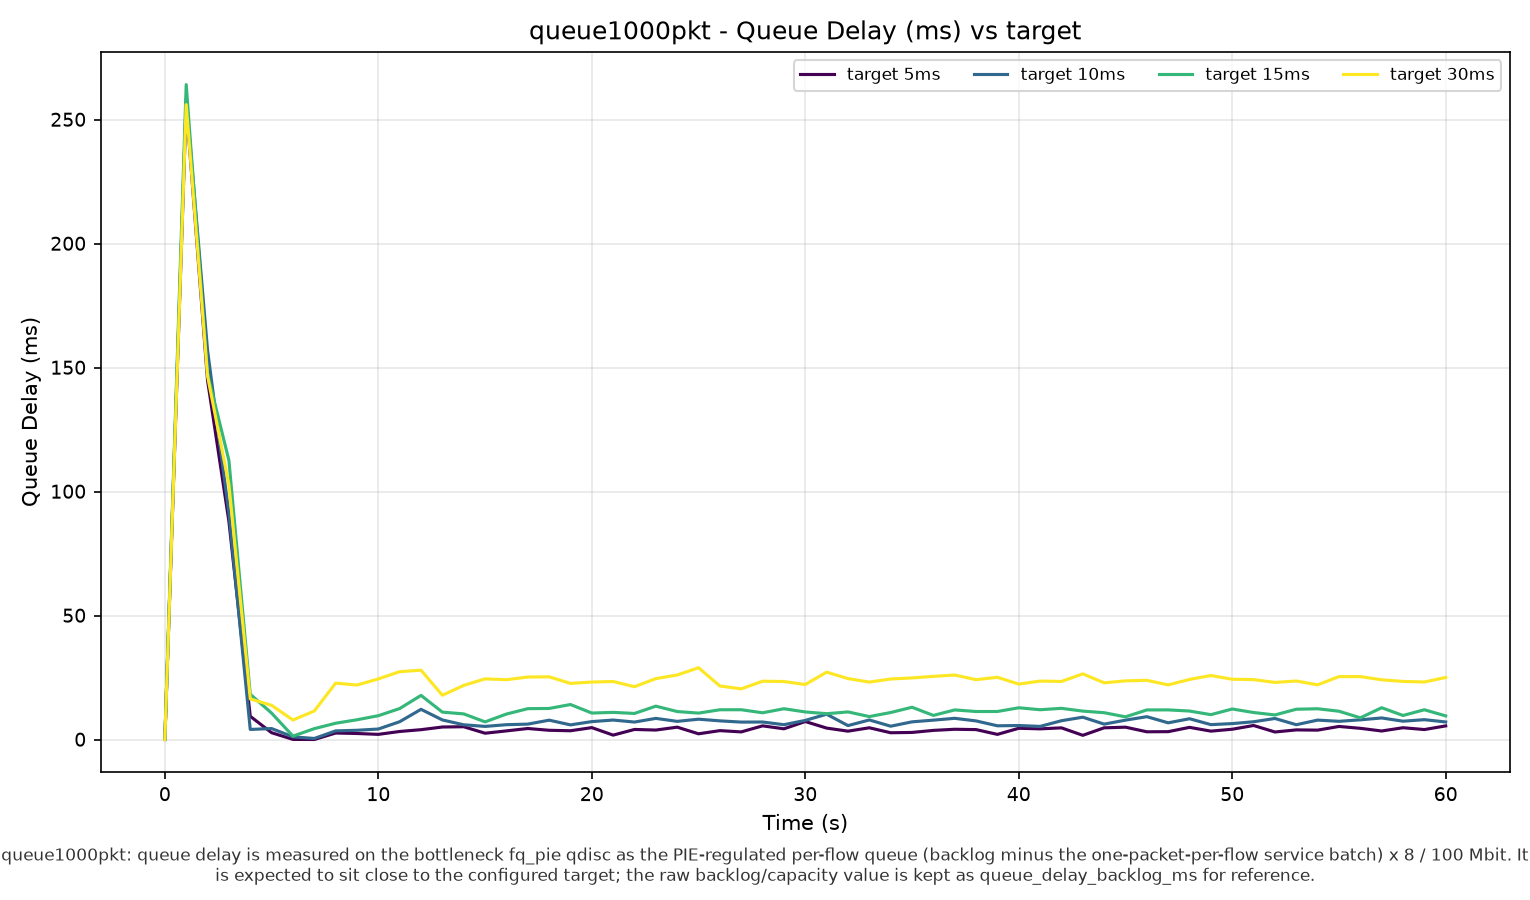 queue1000pkt - Queue Delay (ms) vs target
target 5ms target 10ms target 15ms target 30ms
Queue Delay (ms)
250
200
150
100
50
0
0 10 20 30 40 50 60
Time (s)
queue1000pkt: queue delay is measured on the bottleneck fq_pie qdisc as the PIE-regulated per-flow queue (backlog minus the one-packet-per-flow service batch) x 8 / 100 Mbit. It
is expected to sit close to the configured target; the raw backlog/capacity value is kept as queue_delay_backlog_ms for reference.